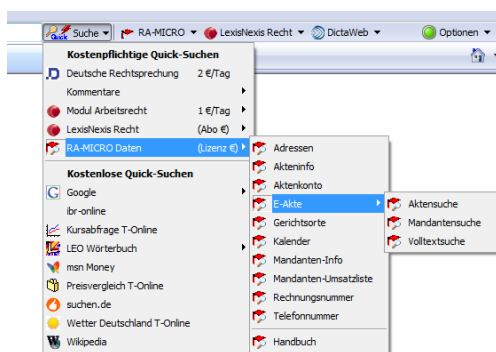 Quick Suche RA-MICRO LexisNexis Recht DictaWeb Optionen
Kostenpflichtige Quick-Suchen
Deutsche Rechtsprechung 2 €/Tag
Kommentare
Modul Arbeitsrecht 1 €/Tag
LexisNexis Recht (Abo €)
RA-MICRO Daten (Lizenz €)
Kostenlose Quick-Suchen
Google
ibr-online
Kursabfrage T-Online
LEO Wörterbuch
msn Money
Preisvergleich T-Online
suchen.de
Wetter Deutschland T-Online
Wikipedia
Adressen
Akteninfo
Aktenkonto
E-Akte
Gerichtsorte
Kalender
Mandanten-Info
Mandanten-Umsatzliste
Rechnungsnummer
Telefonnummer
Handbuch
Aktensuche
Mandantensuche
Volltextsuche